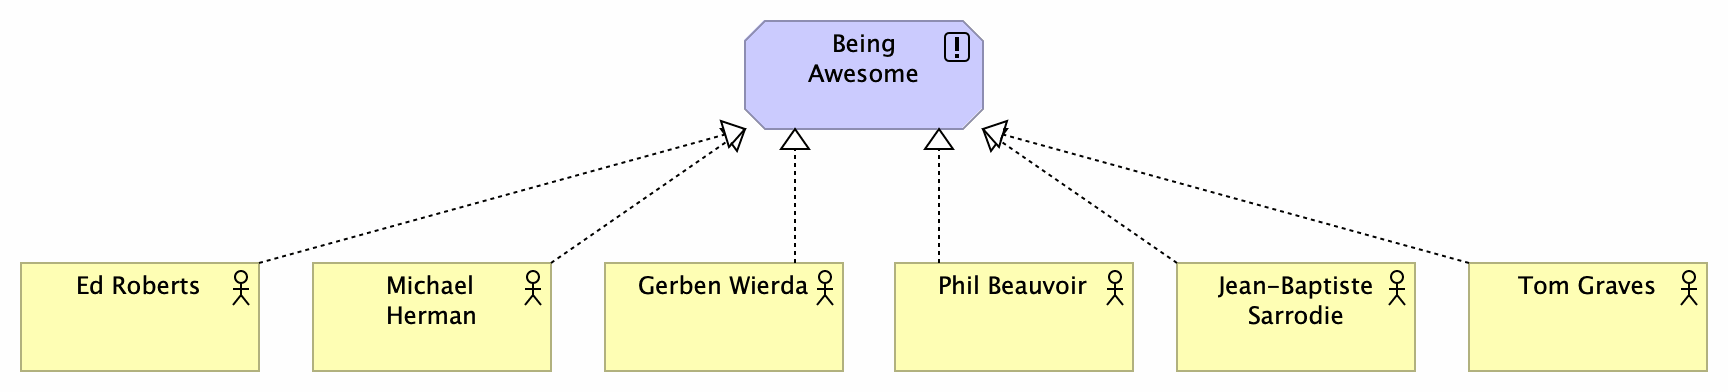 Being
Awesome
Ed Roberts
Michael
Herman
Gerben Wierda
Phil Beauvoir
Jean-Baptiste
Sarrodie
Tom Graves